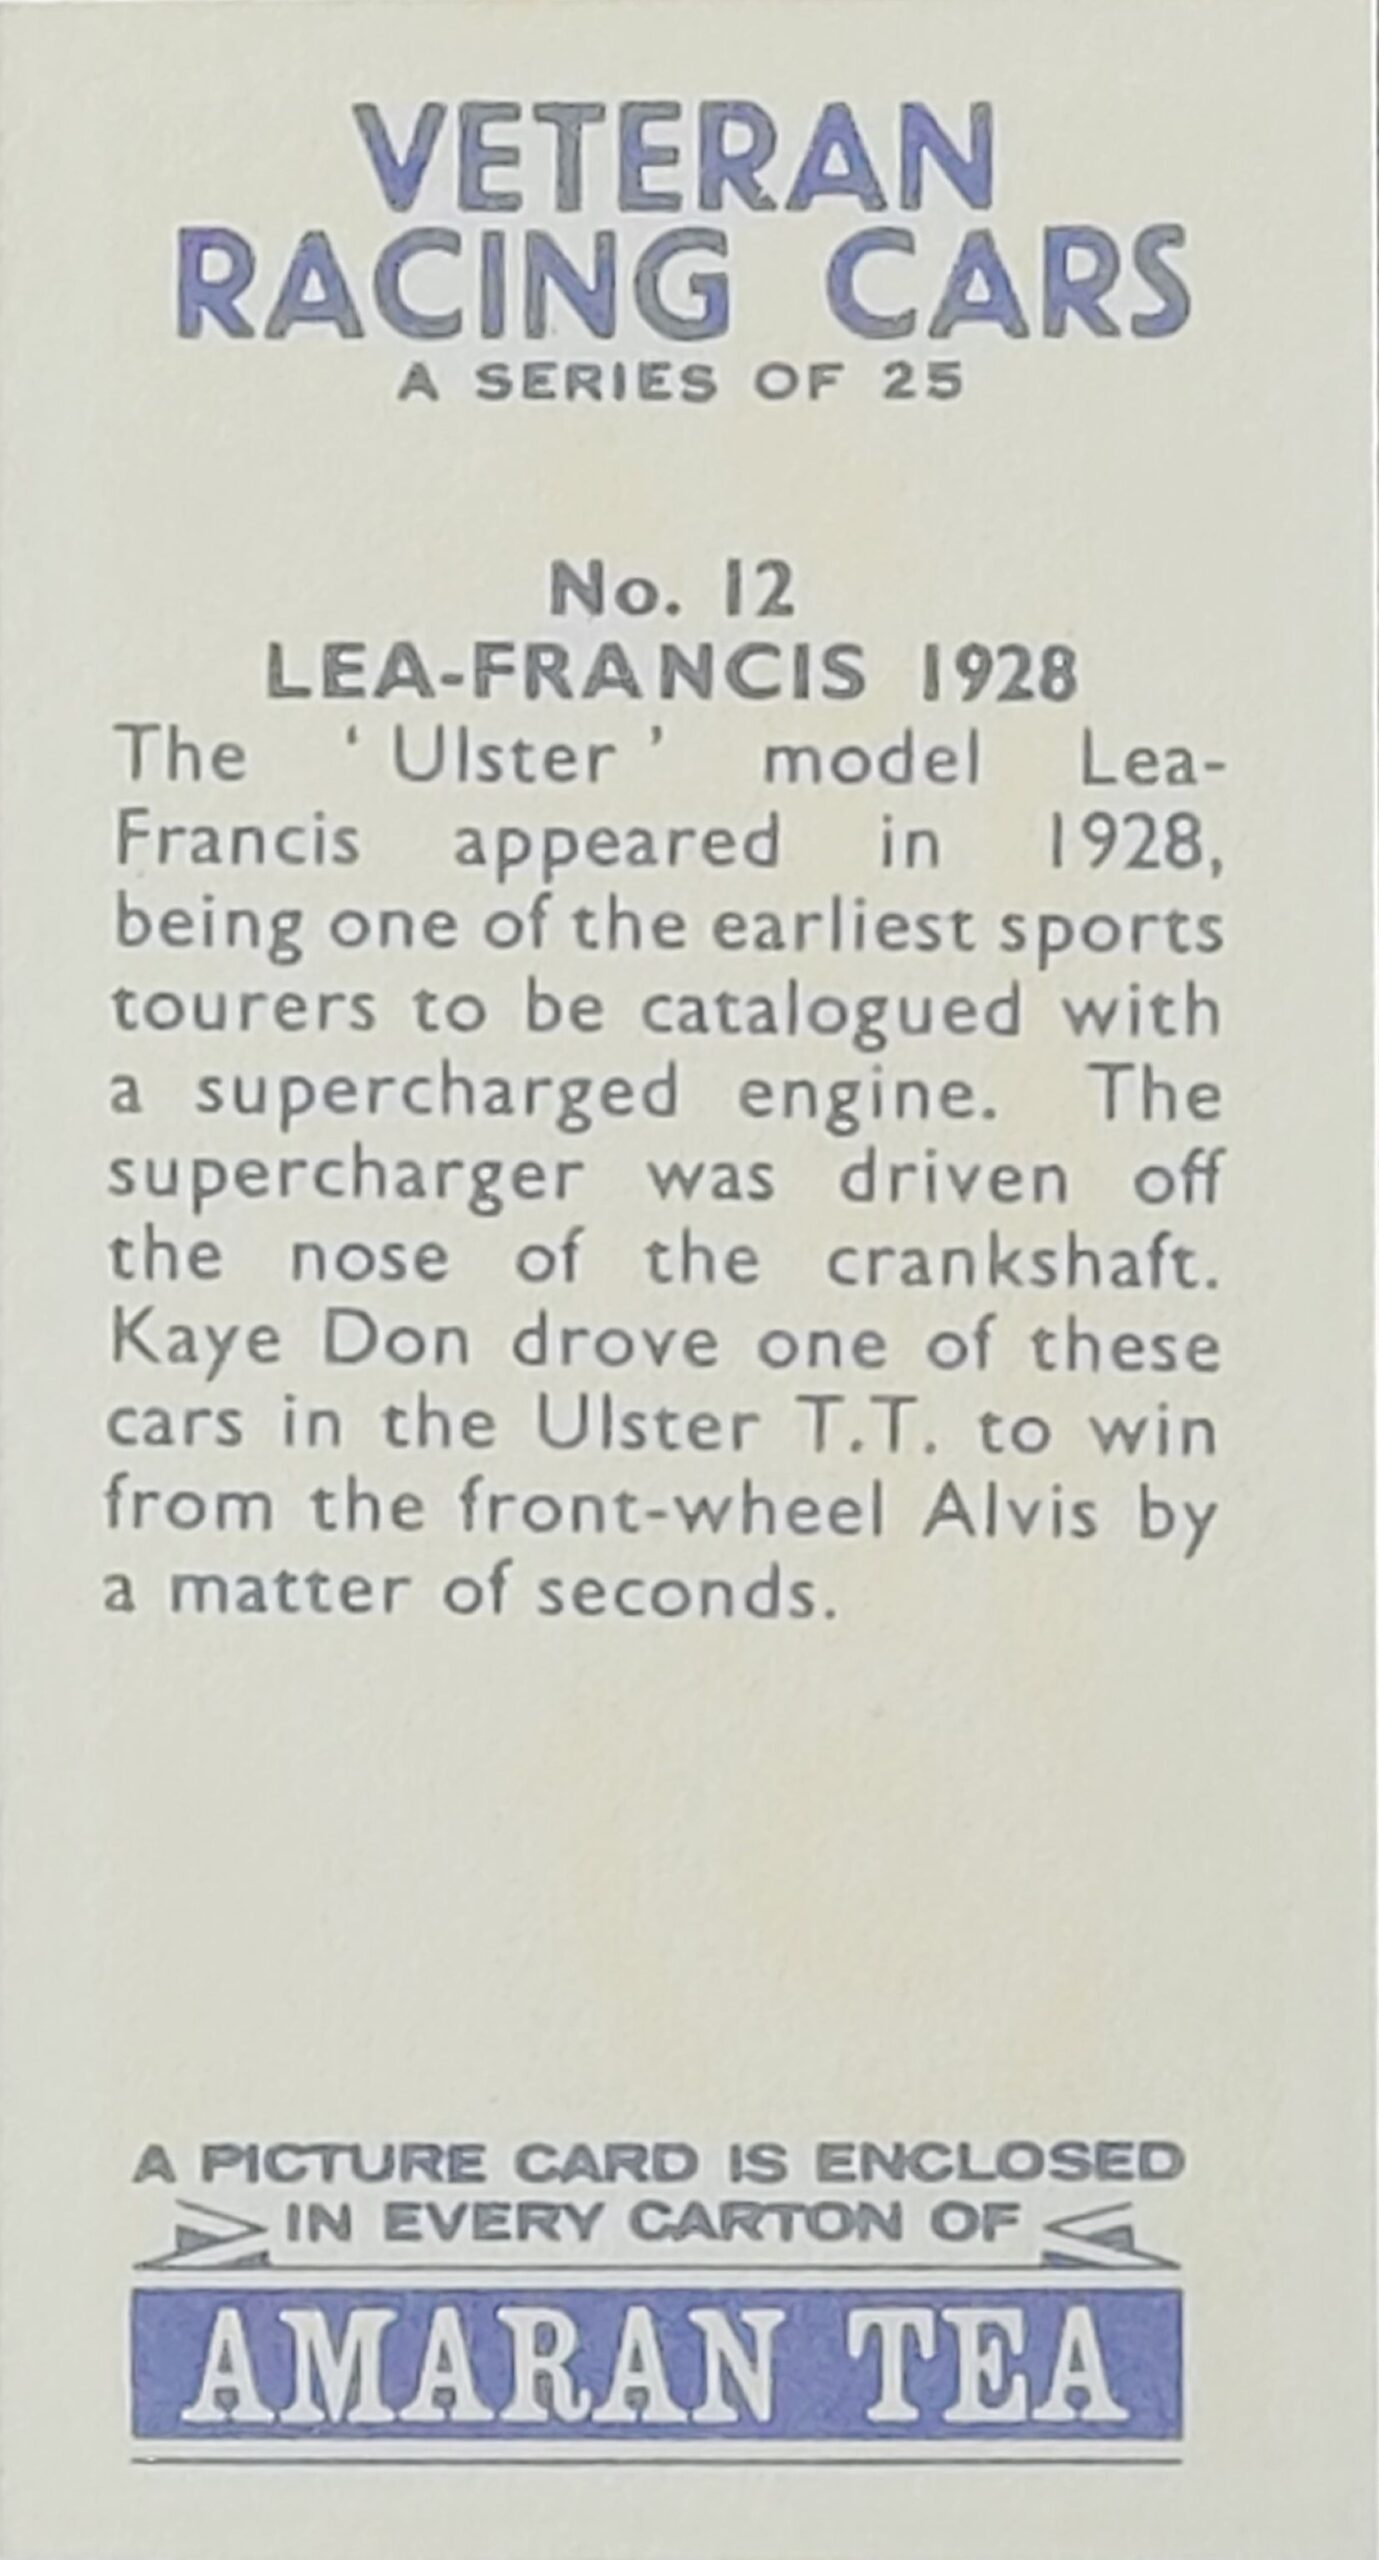 VETERAN
RACING CARS
A SERIES OF 25
No. 12
LEA-FRANCIS 1928
The ‘ Ulster ’ model Lea-
Francis appeared in 1928,
being one of the earliest sports
tourers to be catalogued with
a supercharged engine. The
supercharger was driven off
the nose of the crankshaft.
Kaye Don drove one of these
cars in the Ulster T.T. to win
from the front-wheel Alvis by
a matter of seconds.
A PICTURE CARD IS ENCLOSED
IN EVERY CARTON OF
AMARAN TEA